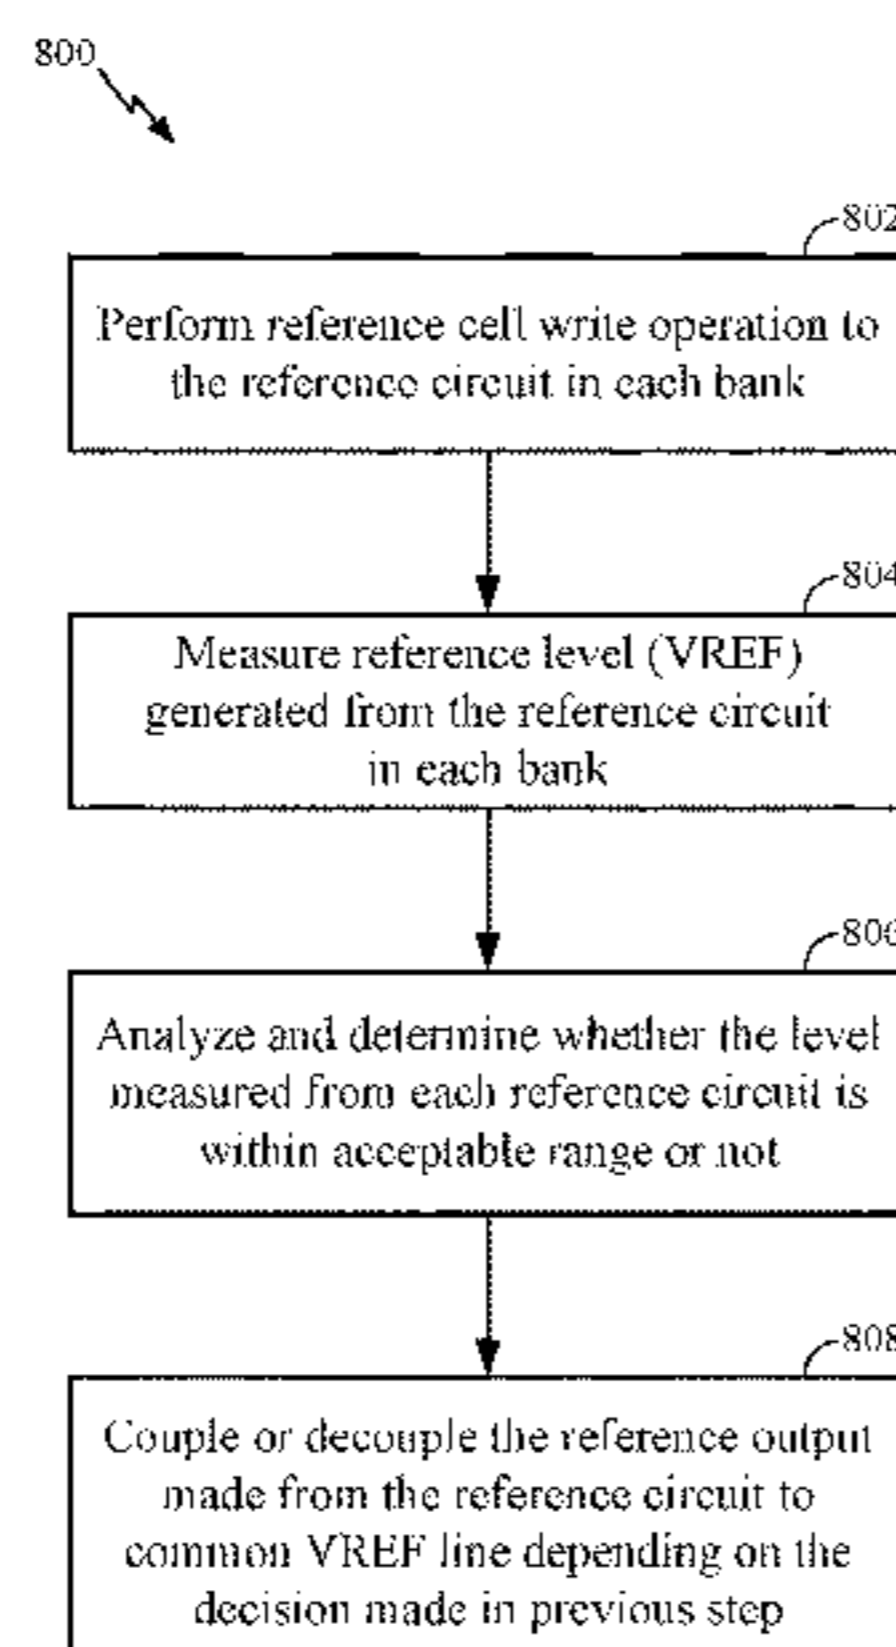 800
802
Perform reference cell write operation to
the reference circuit in each bank
804
Measure reference level (VREF)
generated from the reference circuit
in each bank
806
Analyze and determine whether the level
measured from each reference circuit is
within acceptable range or not
808
Couple or decouple the reference output
made from the reference circuit to
common VREF line depending on the
decision made in previous step